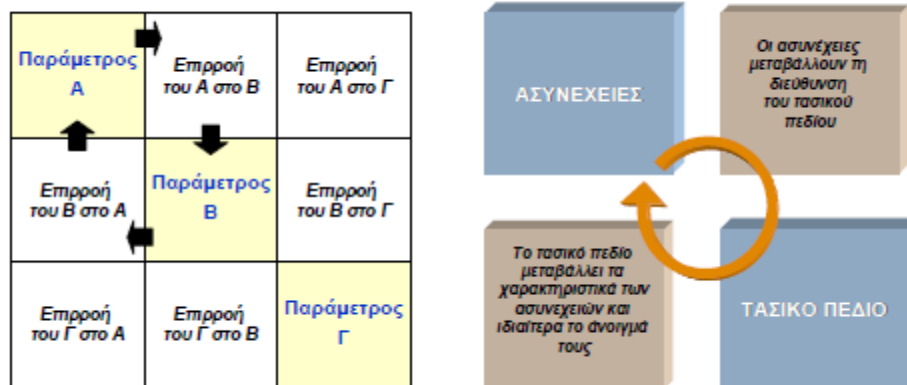 Παράμετρος
Α
Επιρροή
του Α στο Β
Επιρροή
του Α στο Γ
Επιρροή
του Β στο Α
Παράμετρος
Β
Επιρροή
του Β στο Γ
Επιρροή
του Γ στο Α
Επιρροή
του Γ στο Β
Παράμετρος
Γ
ΑΣΥΝΕΧΕΙΕΣ
Οι ασυνέχειες
μεταβάλλουν τη
διεύθυνση
του τασικού
πεδίου
Το τασικό πεδίο
μεταβάλλει τα
χαρακτηριστικά των
ασυνεχειών και
ιδιαίτερα το άνοιγμά
τους
ΤΑΣΙΚΟ ΠΕΔΙΟ